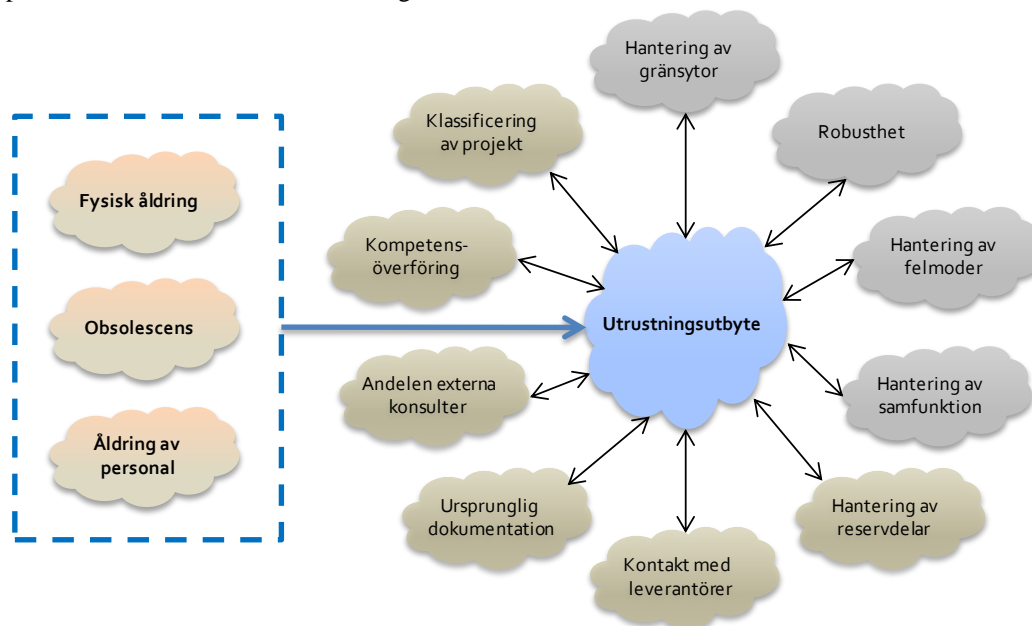 Hantering av
gränsytor
Klassificering
av projekt
Robusthet
Fysisk åldring
Kompetens-
överföring
Hantering av
felmoder
Obsolescens
Utrustningsutbyte
Andelen externa
konsulter
Hantering av
samfunktion
Åldring av
personal
Ursprunglig
dokumentation
Hantering av
reservdelar
Kontakt med
leverantörer